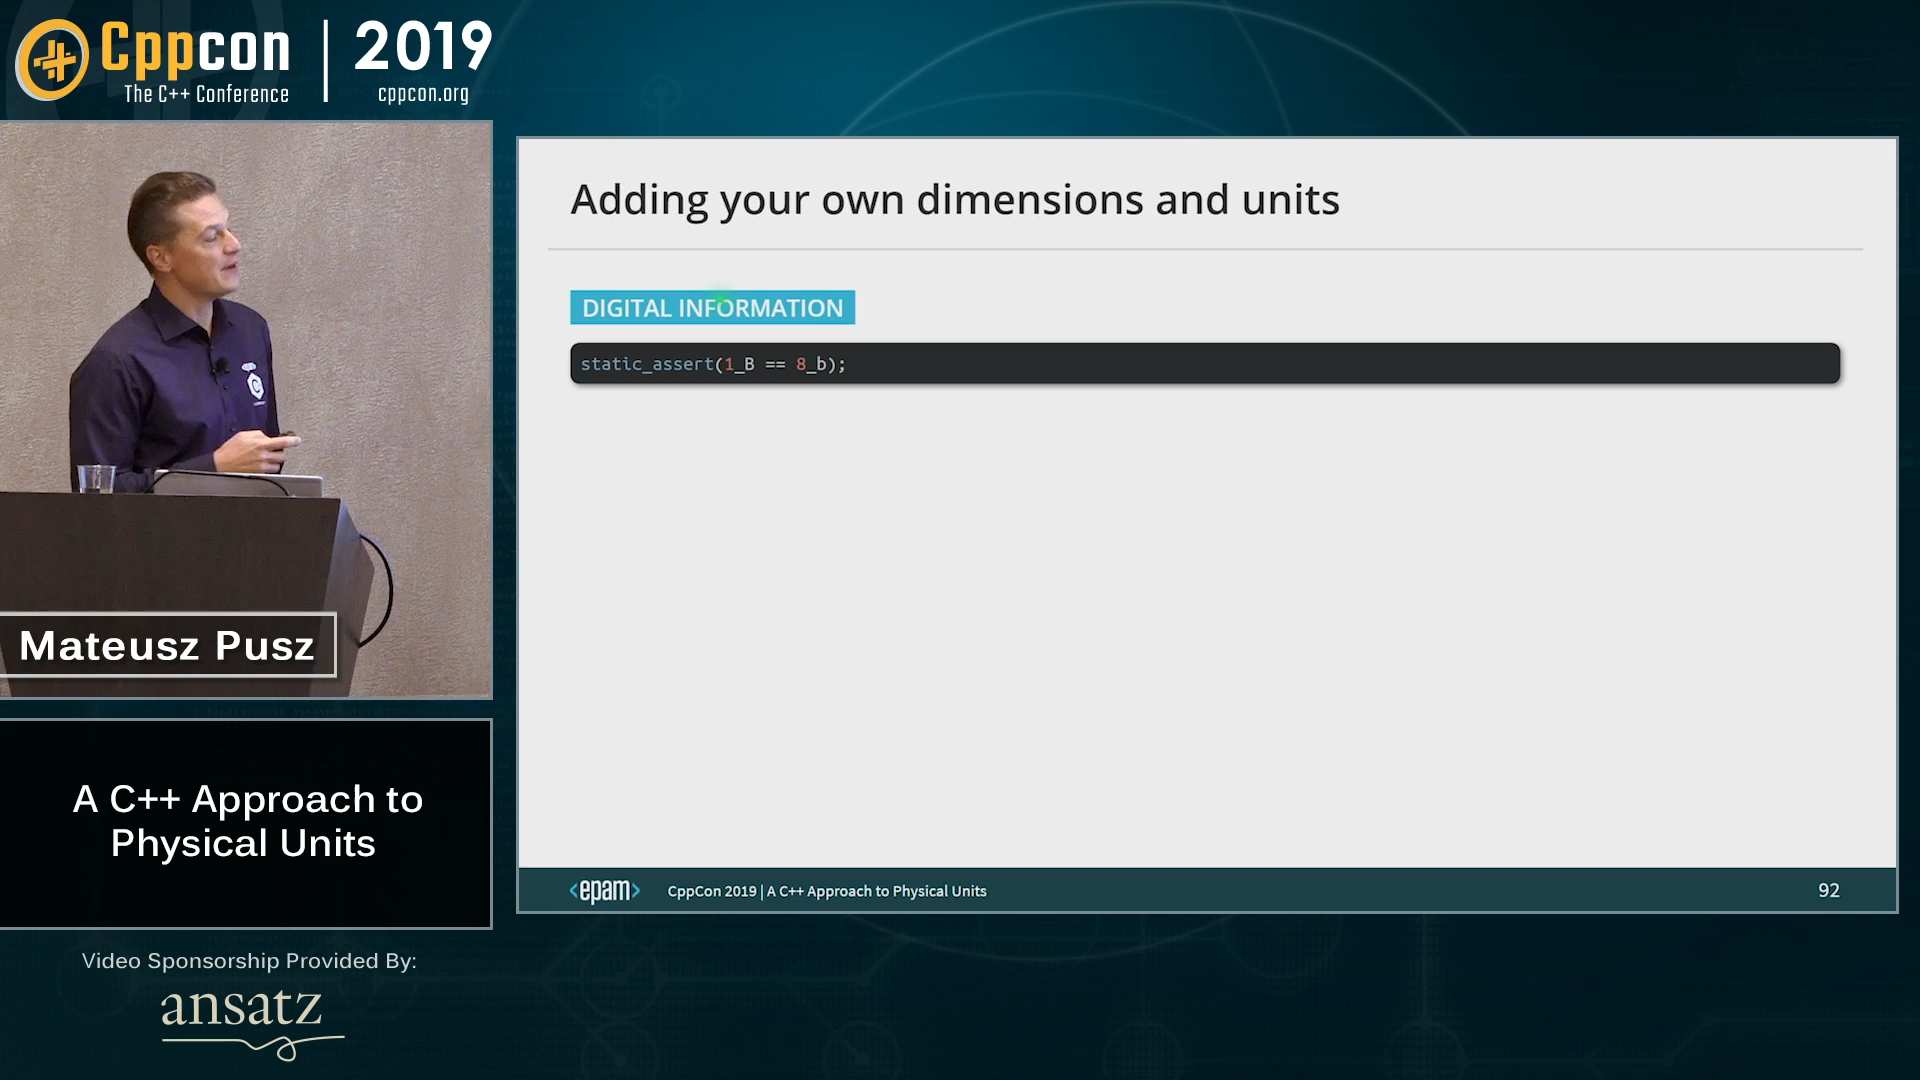 Cppcon
The C++ Conference
2019
cppcon.org
Adding your own dimensions and units
DIGITAL INFORMATION
static_assert(1_B == 8_b);
Mateusz Pusz
A C++ Approach to
Physical Units
<epam>
CppCon 2019 | A C++ Approach to Physical Units
92
Video Sponsorship Provided By:
ansatz